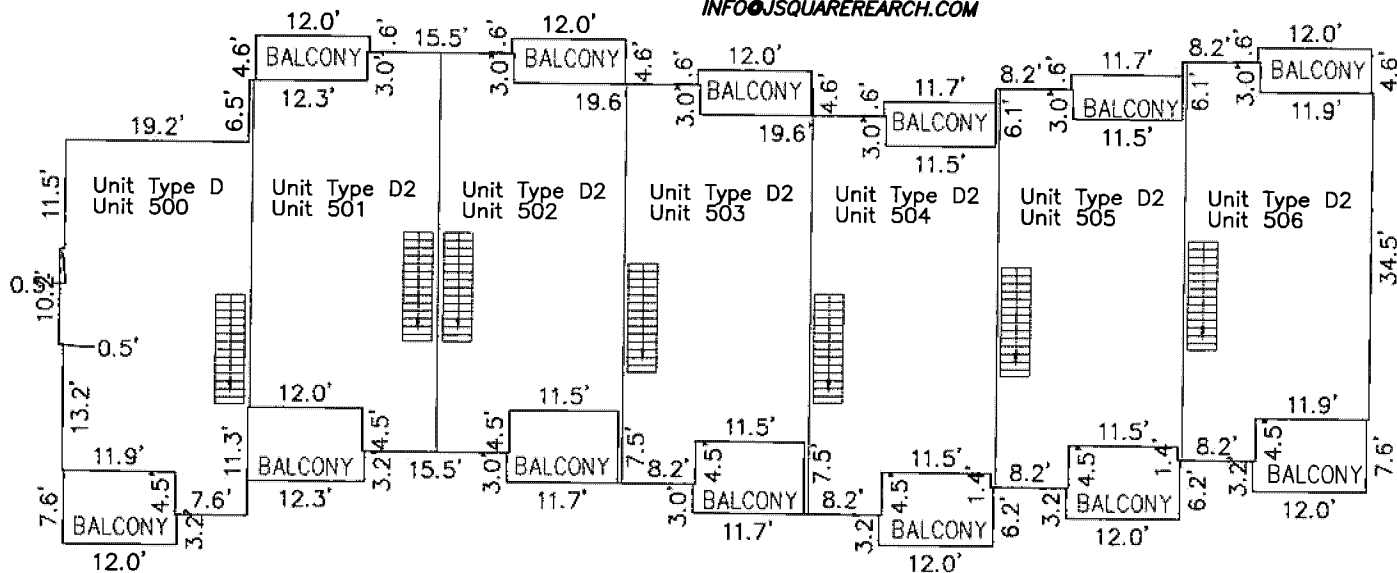 INFO@JSQUAREREARCH.COM
12.0' .6' 15.5' 12.0' 12.0' 11.7' 8.2' 11.7' 8.2' .6' 12.0'
4.6' BALCONY 3.0' 3.0' .6' BALCONY 4.6' 3.0' .6' BALCONY 4.6' 3.0' .6' BALCONY 6.1' 3.0' .6' BALCONY 6.1' 3.0' BALCONY 4.6'
12.3' 19.6' 19.6' 11.5' 11.5' 11.9'
19.2' 6.5'
11.5'
Unit Type D
Unit 500
Unit Type D2
Unit 501
Unit Type D2
Unit 502
Unit Type D2
Unit 503
Unit Type D2
Unit 504
Unit Type D2
Unit 505
Unit Type D2
Unit 506
34.5'
0.5'
10.2'
0.5'
13.2'
12.0' 11.5' 11.5' 11.5' 11.5' 11.9'
11.9' 11.3' 4.5' 4.5' 7.5' 4.5' 7.5' 4.5' 1.4' 4.5' 1.4' 4.5' 7.6'
BALCONY 3.2' 15.5' 3.0' BALCONY 8.2' 3.0' BALCONY 8.2' 3.2' BALCONY 6.2' 8.2' 3.2' BALCONY 6.2' 8.2' 3.2' BALCONY
12.3' 11.7' 11.7' 12.0' 12.0' 12.0'
7.6' BALCONY 4.5' 7.6' 3.2'
12.0'